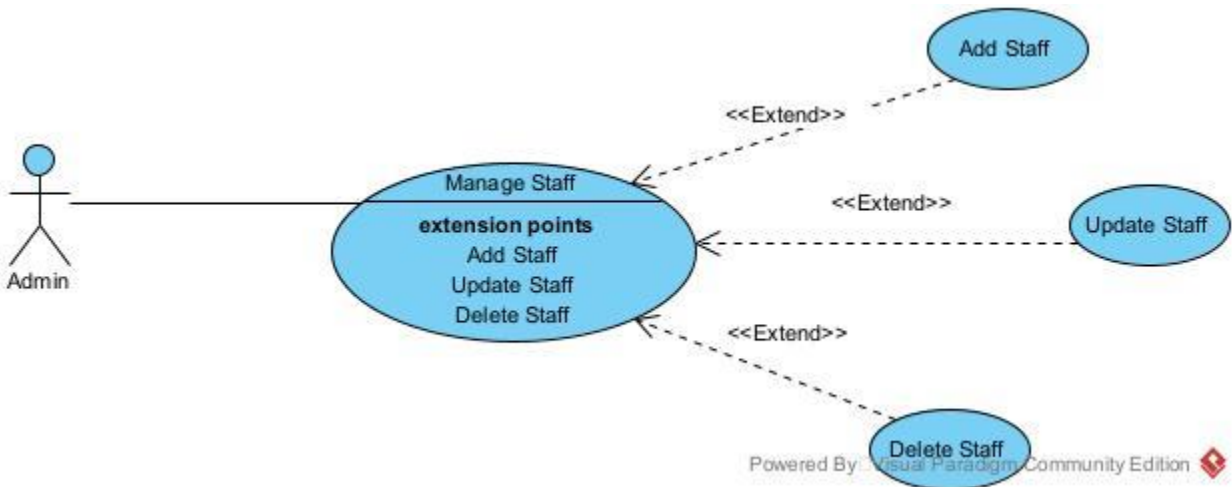 Add Staff
<<Extend>>
Manage Staff
extension points
Add Staff
Update Staff
Delete Staff
<<Extend>>
Update Staff
Admin
<<Extend>>
Delete Staff
Powered By Visual Paradigm Community Edition